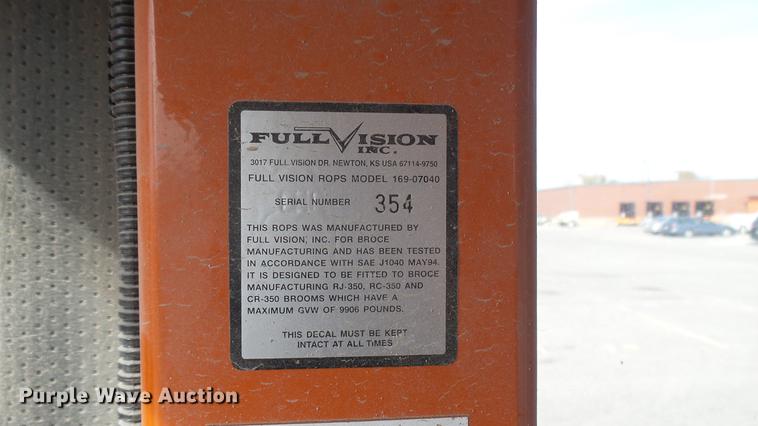 FULL VISION
INC.
3017 FULL VISION DR. NEWTON, KS USA 67114-9750
FULL VISION ROPS MODEL 169-07040
SERIAL NUMBER 354
THIS ROPS WAS MANUFACTURED BY
FULL VISION, INC. FOR BROCE
MANUFACTURING AND HAS BEEN TESTED
IN ACCORDANCE WITH SAE J1040 MAY94.
IT IS DESIGNED TO BE FITTED TO BROCE
MANUFACTURING RJ-350, RC-350 AND
CR-350 BROOMS WHICH HAVE A
MAXIMUM GVW OF 9906 POUNDS.
THIS DECAL MUST BE KEPT
INTACT AT ALL TIMES
Purple Wave Auction